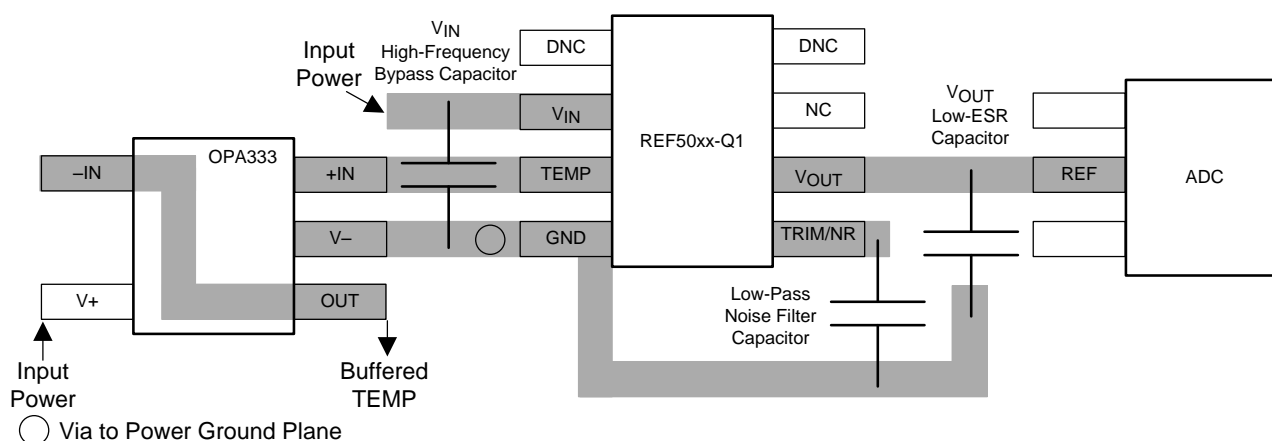 VIN
High-Frequency
Bypass Capacitor
Input
Power
DNC
DNC
VIN
NC
REF50xx-Q1
VOUT
Low-ESR
Capacitor
OPA333
–IN
+IN
TEMP
VOUT
REF
ADC
V–
GND
TRIM/NR
V+
OUT
Low-Pass
Noise Filter
Capacitor
Input
Power
Buffered
TEMP
Via to Power Ground Plane